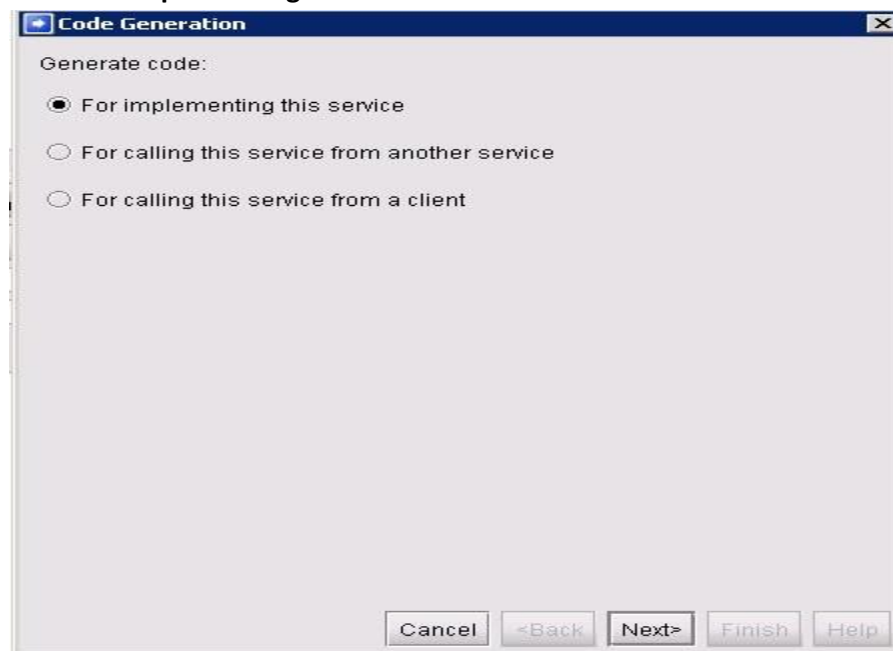 Code Generation
Generate code:
For implementing this service
For calling this service from another service
For calling this service from a client
Cancel <Back Next> Finish Help